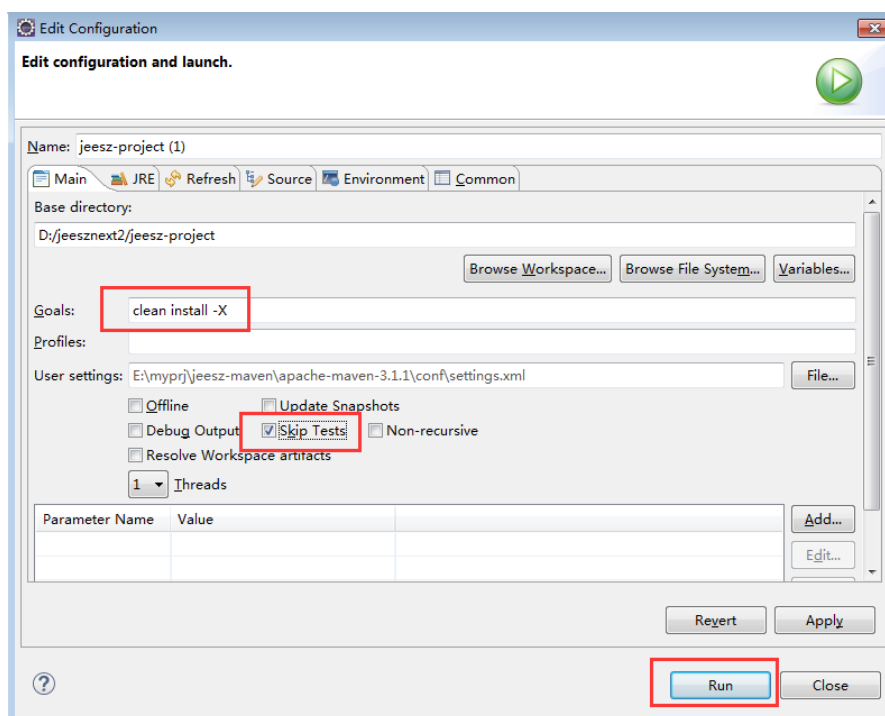 Edit Configuration
Edit configuration and launch.
Name: jeesz-project (1)
Main JRE Refresh Source Environment Common
Base directory:
D:/jeesznext2/jeesz-project
Browse Workspace... Browse File System... Variables...
Goals: clean install -X
Profiles:
User settings: E:\myprj\jeesz-maven\apache-maven-3.1.1\conf\settings.xml File...
Offline Update Snapshots
Debug Output Skip Tests Non-recursive
Resolve Workspace artifacts
1 Threads
Parameter Name Value Add...
Edit...
Revert Apply
? Run Close